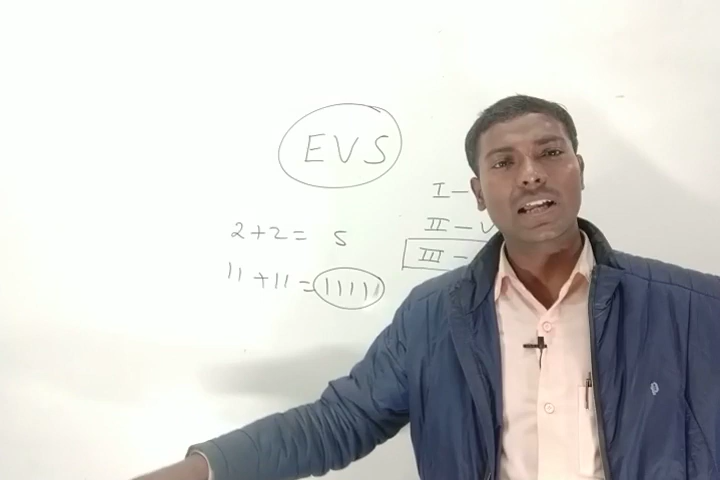 EVS
I -
II - V
III -
2+2= 5
11 +11 = 11111